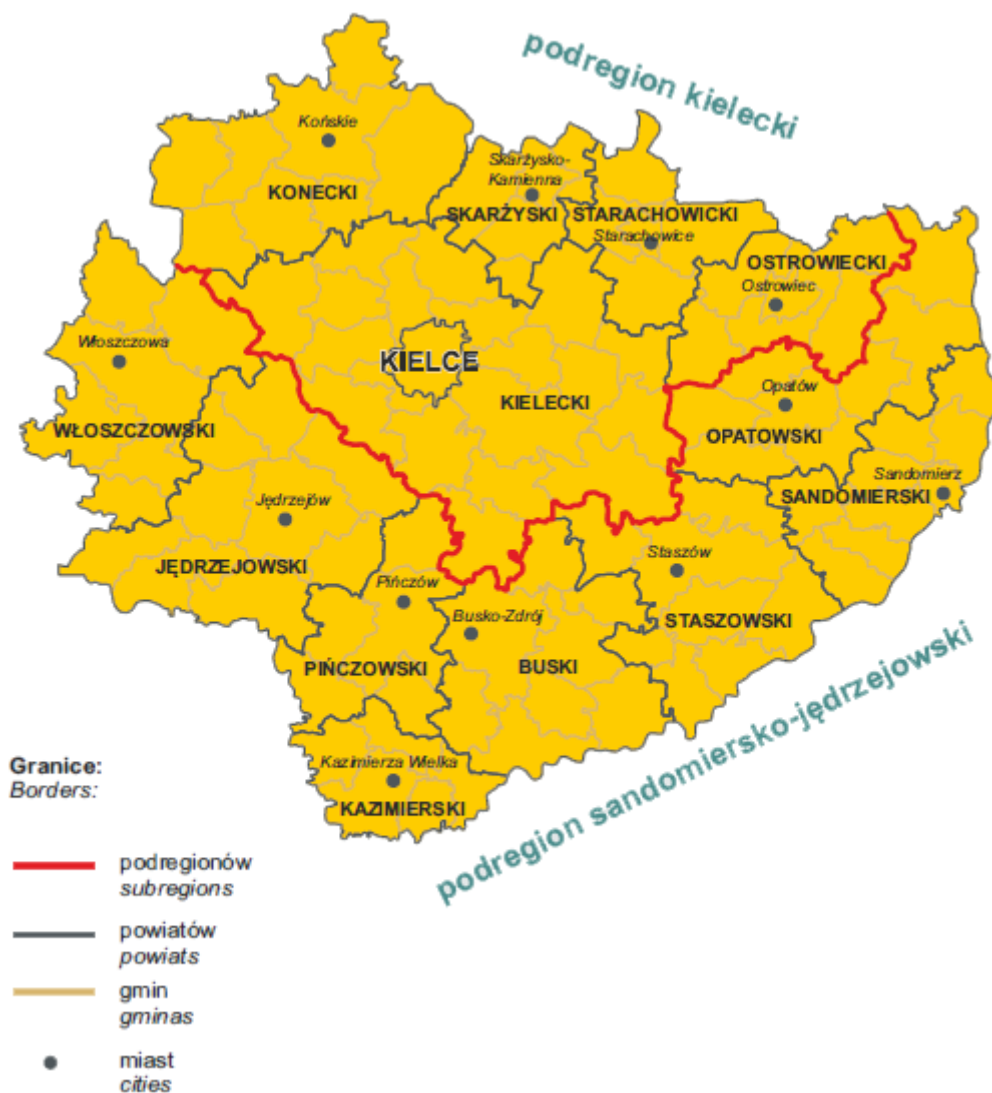 podregion kielecki
Końskie
KONECKI
Skarżysko-
Kamienna
SKARŻYSKI
STARACHOWICKI
Starachowice
OSTROWIECKI
Ostrowiec
Włoszczowa
KIELCE
KIELECKI
Opatów
OPATOWSKI
WŁOSZCZOWSKI
Sandomierz
SANDOMIERSKI
Jędrzejów
JĘDRZEJOWSKI
Staszów
STASZOWSKI
Pińczów
PIŃCZOWSKI
Busko-Zdrój
BUSKI
Kazimierza Wielka
KAZIMIERSKI
podregion sandomiersko-jędrzejowski
Granice:
Borders:
podregionów
subregions
powiatów
powiats
gmin
gminas
miast
cities